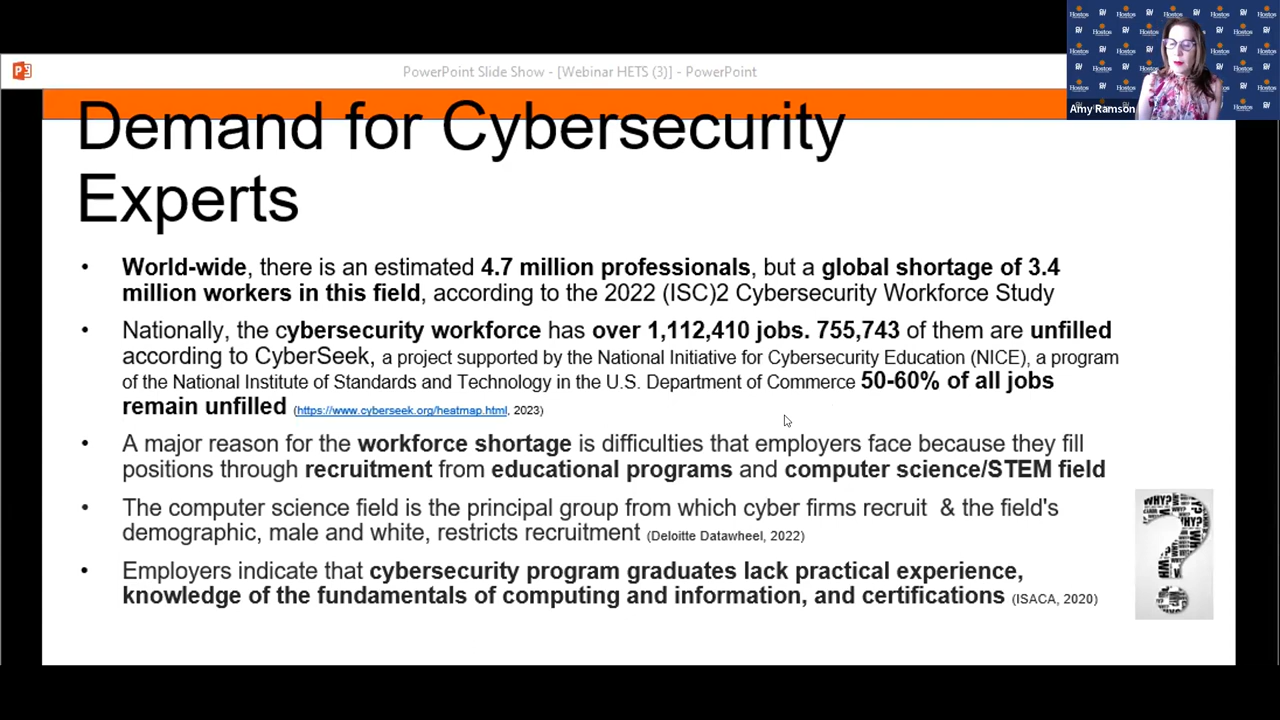 PowerPoint Slide Show - [Webinar HETS (3)] - PowerPoint
Amy Ramson
Demand for Cybersecurity
Experts
• World-wide, there is an estimated 4.7 million professionals, but a global shortage of 3.4
million workers in this field, according to the 2022 (ISC)2 Cybersecurity Workforce Study
• Nationally, the cybersecurity workforce has over 1,112,410 jobs. 755,743 of them are unfilled
according to CyberSeek, a project supported by the National Initiative for Cybersecurity Education (NICE), a program
of the National Institute of Standards and Technology in the U.S. Department of Commerce 50-60% of all jobs
remain unfilled (https://www.cyberseek.org/heatmap.html, 2023)
• A major reason for the workforce shortage is difficulties that employers face because they fill
positions through recruitment from educational programs and computer science/STEM field
• The computer science field is the principal group from which cyber firms recruit & the field's
demographic, male and white, restricts recruitment (Deloitte Datawheel, 2022)
• Employers indicate that cybersecurity program graduates lack practical experience,
knowledge of the fundamentals of computing and information, and certifications (ISACA, 2020)
WHY?